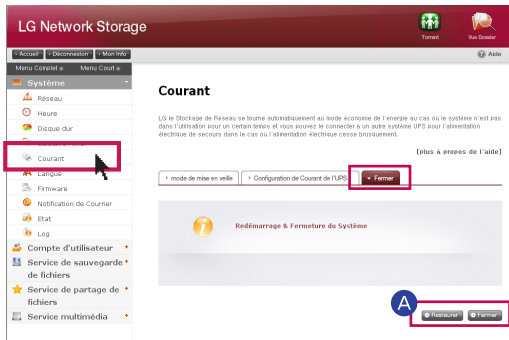 LG Network Storage
Torrent
Vue Dossier
Accueil
Déconnexion
Mon Info
Aide
Menu Complet
Menu Court
Système
Réseau
Heure
Disque dur
Courant
Langue
Firmware
Notification de Courrier
Etat
Log
Compte d'utilisateur
Service de sauvegarde
de fichiers
Service de partage de
fichiers
Service multimédia
Courant
LG le Stockage de Réseau se tourne automatiquement au mode économie de l'énergie au cas où le système n'est pas
dans l'utilisation pour un certain temps et vous pouvez le connecter à un autre système UPS pour l'alimentation
électrique de secours dans le cas où l'alimentation électrique cesse brusquement.
[plus à propos de l'aide]
mode de mise en veille
Configuration de Courant de l'UPS
Fermer
Redémarrage & Fermeture du Système
A
Restaurer
Fermer